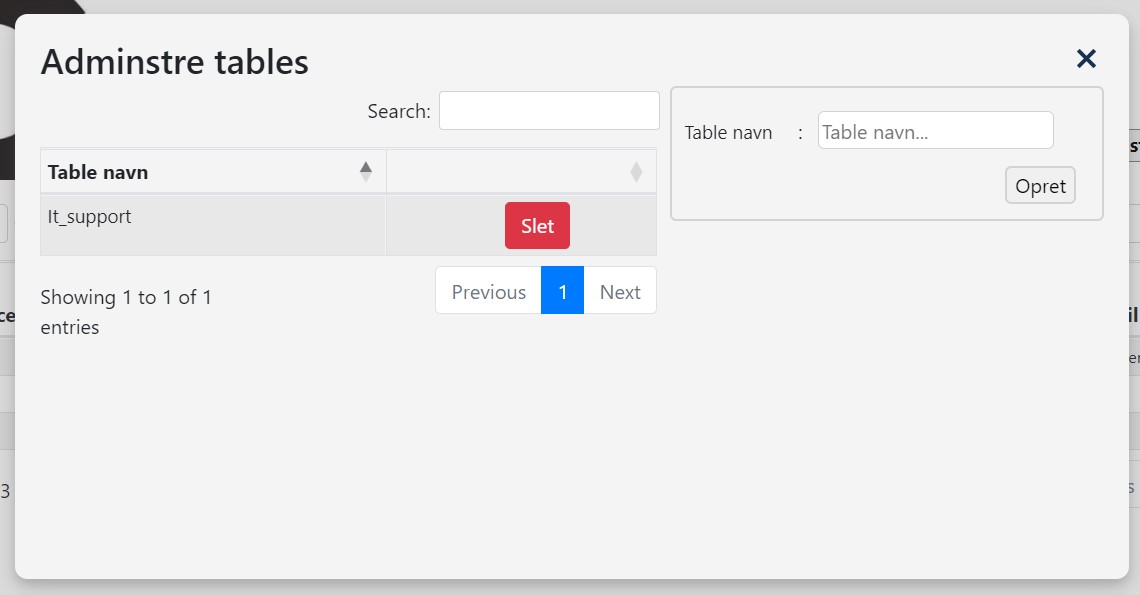 Adminstre tables
Search:
Table navn : Table navn...
Opret
Table navn
It_support
Slet
Showing 1 to 1 of 1
entries
Previous 1 Next
3